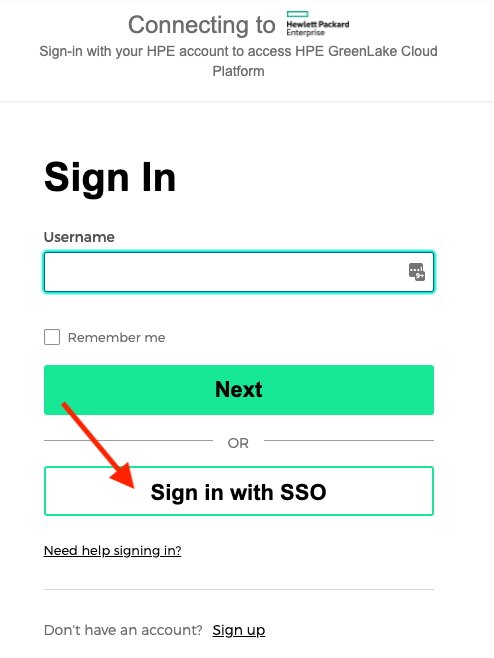 Connecting to Hewlett Packard
Enterprise
Sign-in with your HPE account to access HPE GreenLake Cloud
Platform
Sign In
Username
9+
Remember me
Next
OR
Sign in with SSO
Need help signing in?
Don't have an account? Sign up